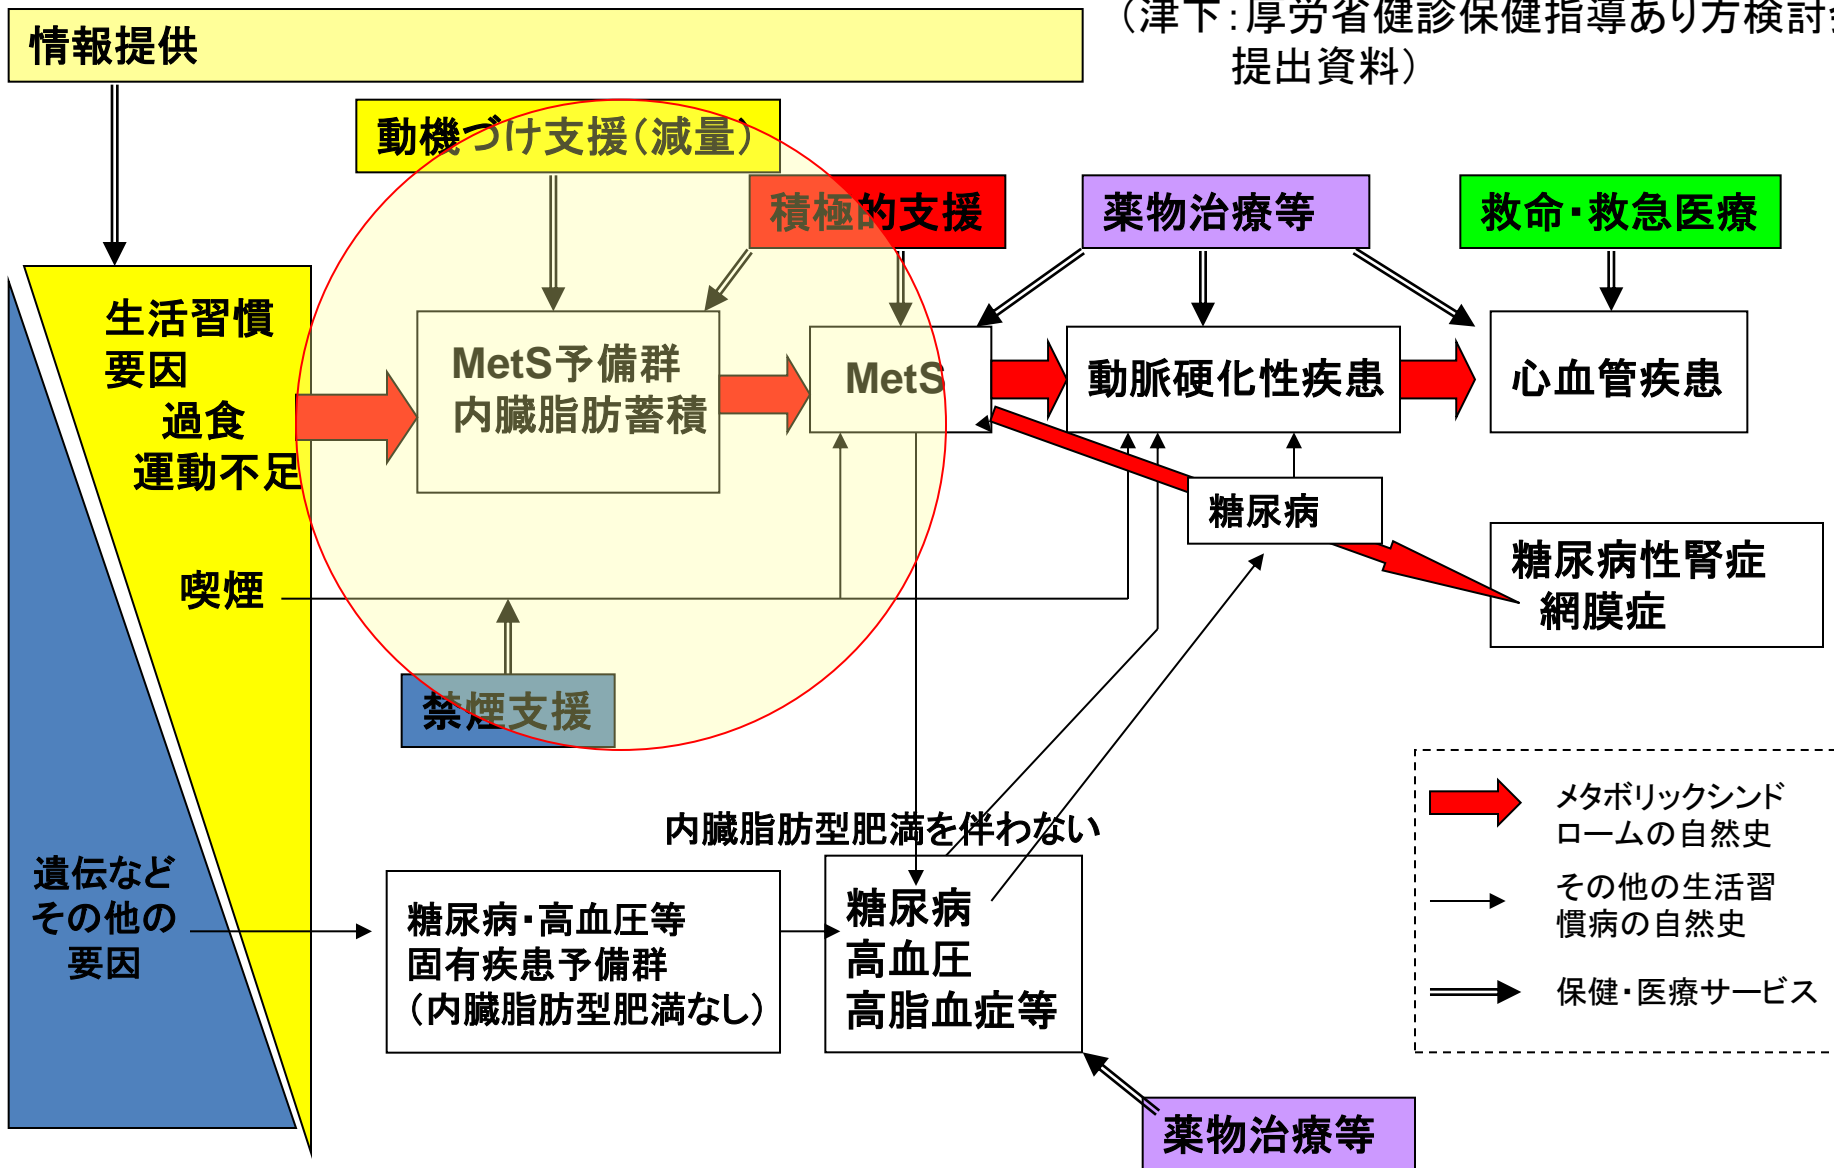 (津下:厚労省健診保健指導あり方検討会
提出資料)
情報提供
動機づけ支援(減量)
積極的支援
薬物治療等
救命・救急医療
生活習慣
要因
過食
運動不足
MetS予備群
内臓脂肪蓄積
MetS
動脈硬化性疾患
心血管疾患
糖尿病
糖尿病性腎症
網膜症
喫煙
禁煙支援
内臓脂肪型肥満を伴わない
遺伝など
その他の
要因
糖尿病・高血圧等
固有疾患予備群
(内臓脂肪型肥満なし)
糖尿病
高血圧
高脂血症等
薬物治療等
メタボリックシンド
ロームの自然史
その他の生活習
慣病の自然史
保健・医療サービス